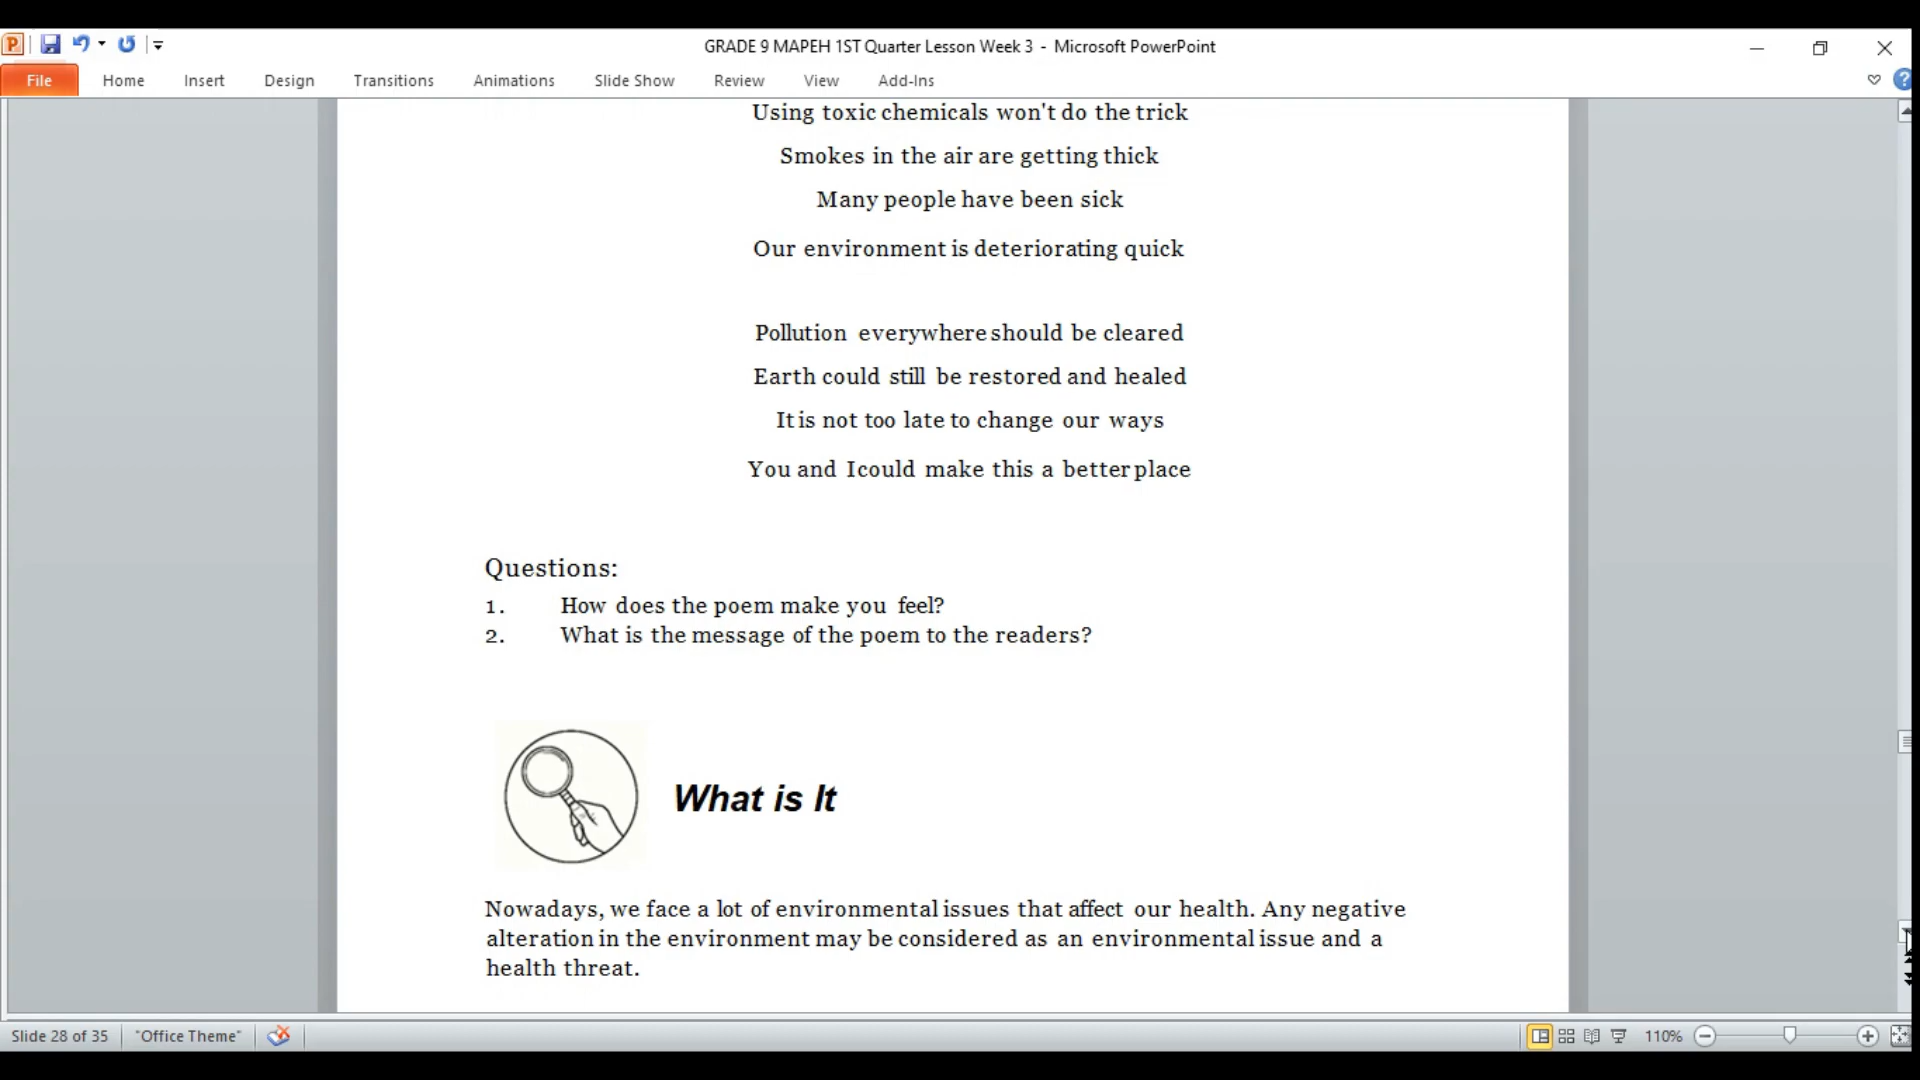 GRADE 9 MAPEH 1ST Quarter Lesson Week 3 - Microsoft PowerPoint
File Home Insert Design Transitions Animations Slide Show Review View Add-Ins
Using toxic chemicals won't do the trick
Smokes in the air are getting thick
Many people have been sick
Our environment is deteriorating quick
Pollution everywhere should be cleared
Earth could still be restored and healed
It is not too late to change our ways
You and I could make this a better place
Questions:
1. How does the poem make you feel?
2. What is the message of the poem to the readers?
What is It
Nowadays, we face a lot of environmental issues that affect our health. Any negative
alteration in the environment may be considered as an environmental issue and a
health threat.
Slide 28 of 35 "Office Theme" 110%